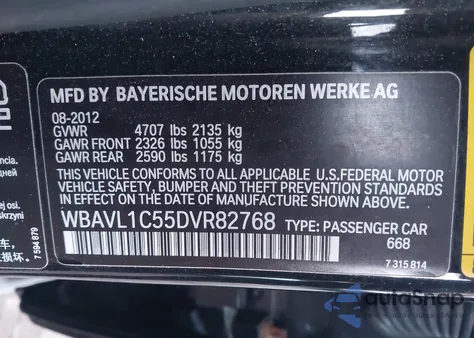 MFD BY BAYERISCHE MOTOREN WERKE AG
08-2012
GVWR 4707 lbs 2135 kg
GAWR FRONT 2326 lbs 1055 kg
GAWR REAR 2590 lbs 1175 kg
THIS VEHICLE CONFORMS TO ALL APPLICABLE U.S.FEDERAL MOTOR
VEHICLE SAFETY, BUMPER AND THEFT PREVENTION STANDARDS
IN EFFECT ON THE DATE OF MANUFACTURE SHOWN ABOVE.
WBAVL1C55DVR82768 TYPE: PASSENGER CAR
668
7 315 814
7 594 879
autoSnap